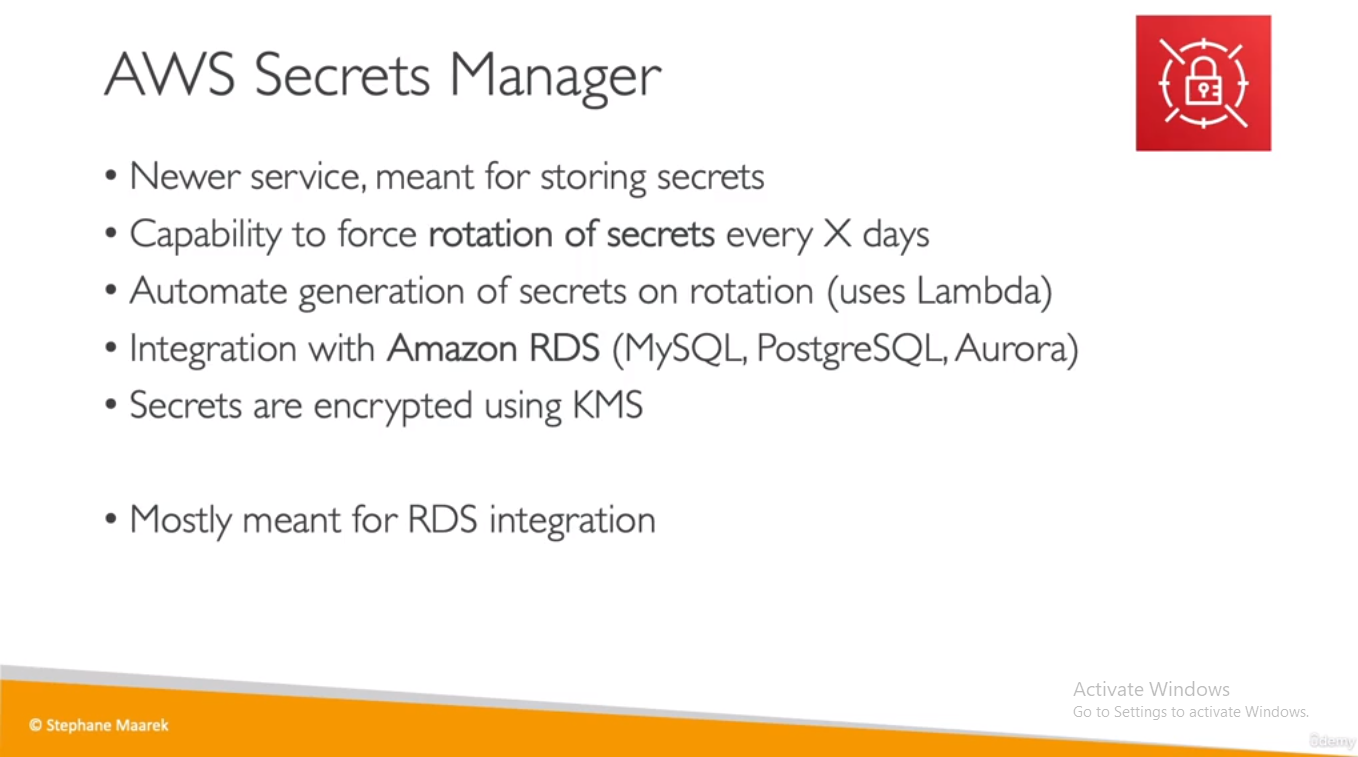 AWS Secrets Manager
• Newer service, meant for storing secrets
• Capability to force rotation of secrets every X days
• Automate generation of secrets on rotation (uses Lambda)
• Integration with Amazon RDS (MySQL, PostgreSQL, Aurora)
• Secrets are encrypted using KMS
• Mostly meant for RDS integration
Activate Windows
Go to Settings to activate Windows.
© Stephane Maarek
ûdemy